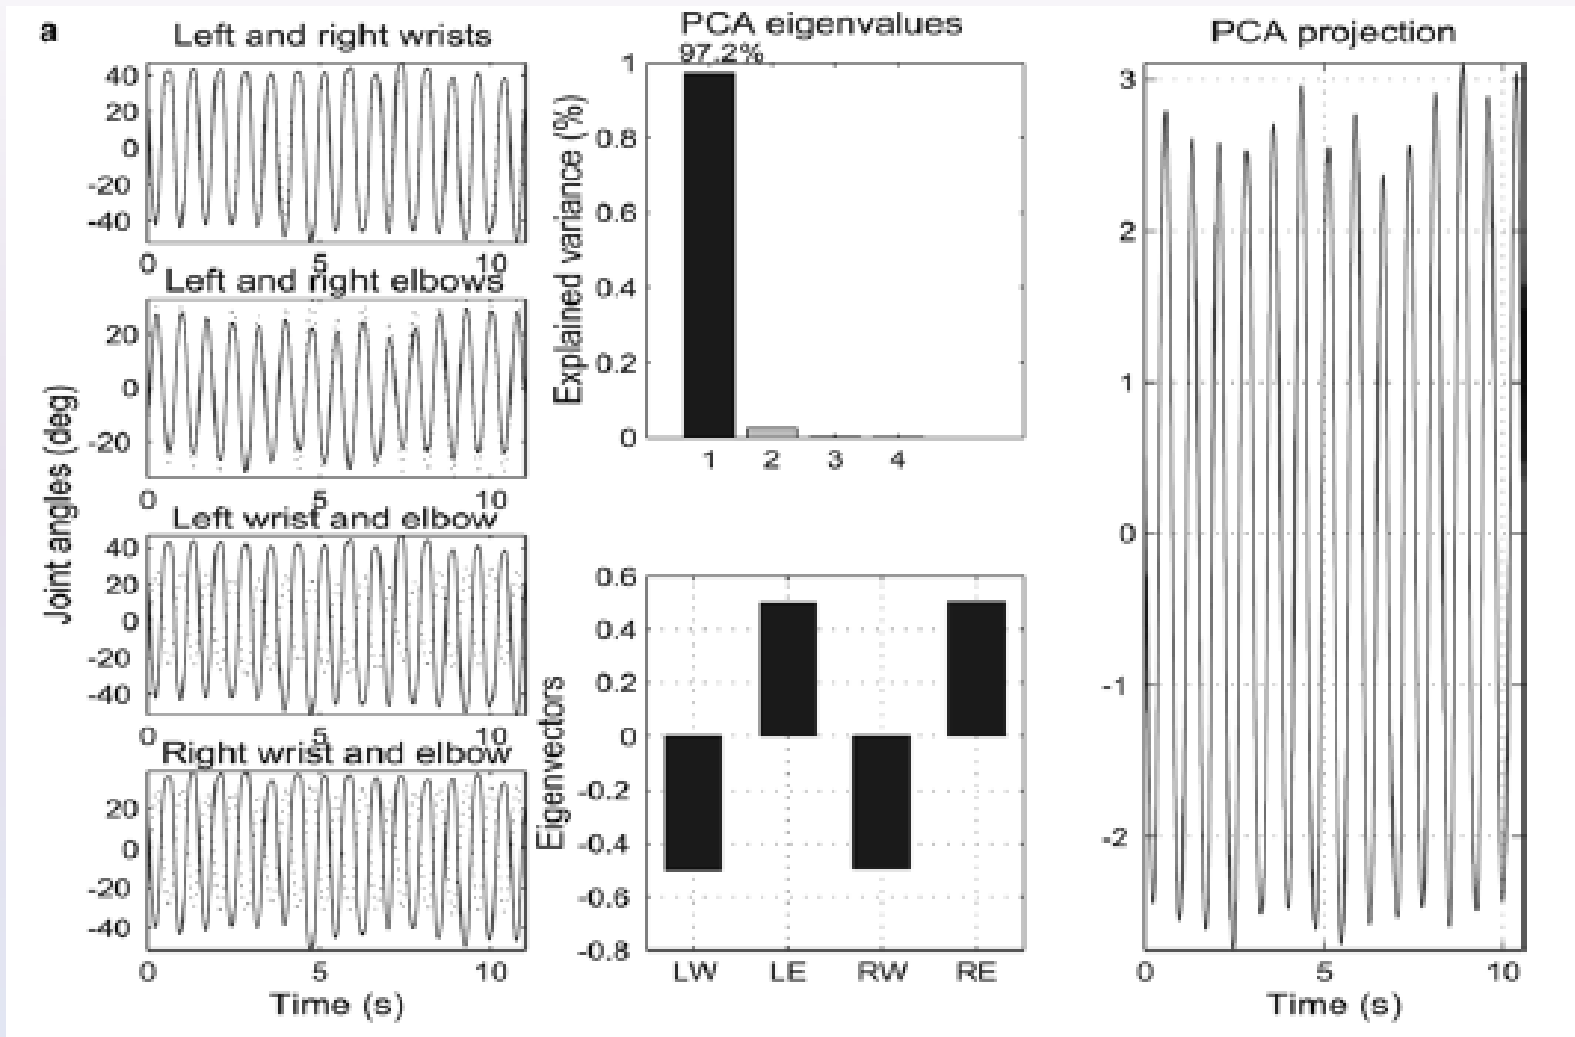 a
Left and right wrists
40
20
0
-20
-40
0 5 10
Left and right elbows
20
0
-20
0 5 10
Left wrist and elbow
40
20
0
-20
-40
0 5 10
Right wrist and elbow
20
0
-20
-40
0 5 10
Time (s)
Joint angles (deg)
PCA eigenvalues
97.2%
1
0.8
0.6
0.4
0.2
0
1 2 3 4
Explained variance (%)
0.6
0.4
0.2
0
-0.2
-0.4
-0.6
-0.8
LW LE RW RE
Eigenvectors
PCA projection
3
2
1
0
-1
-2
0 5 10
Time (s)